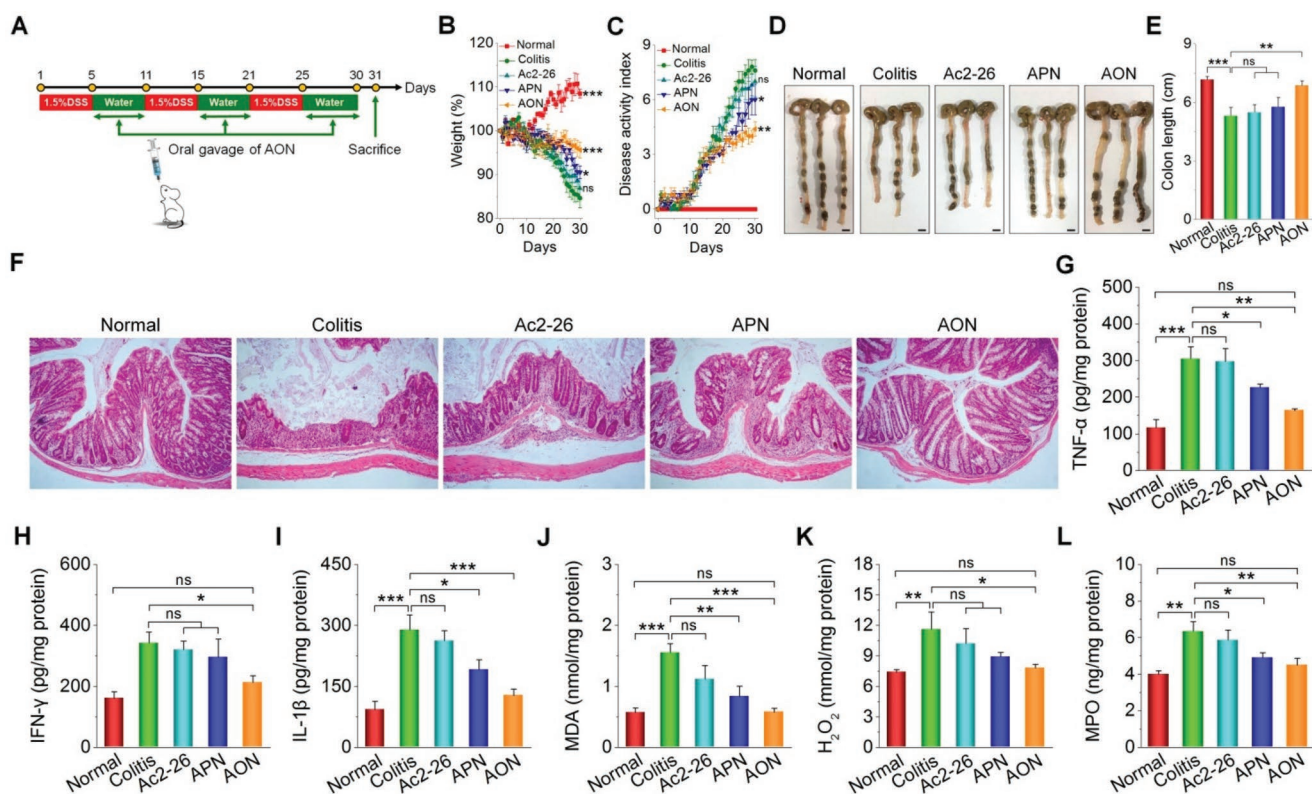 A
1 5 11 15 21 25 30 31
Days
1.5%DSS Water 1.5%DSS Water 1.5%DSS Water
Oral gavage of AON
Sacrifice
B
Weight (%)
120
110
100
90
80
Normal
Colitis
Ac2-26
APN
AON
***
***
*
ns
0 10 20 30
Days
C
Disease activity index
9
6
3
0
Normal
Colitis
Ac2-26
APN
AON
ns
*
**
0 10 20 30
Days
D
Normal Colitis Ac2-26 APN AON
E
Colon length (cm)
9
6
3
0
**
*** ns
Normal Colitis Ac2-26 APN AON
F
Normal Colitis Ac2-26 APN AON
G
TNF-α (pg/mg protein)
500
400
300
200
100
0
ns
**
*
*** ns
Normal Colitis Ac2-26 APN AON
H
IFN-γ (pg/mg protein)
600
400
200
0
ns
*
ns
Normal Colitis Ac2-26 APN AON
I
IL-1β (pg/mg protein)
450
300
150
0
***
*
*** ns
Normal Colitis Ac2-26 APN AON
J
MDA (nmol/mg protein)
3
2
1
0
ns
***
**
*** ns
Normal Colitis Ac2-26 APN AON
K
H2O2 (mmol/mg protein)
18
15
12
9
6
3
0
ns
*
** ns
Normal Colitis Ac2-26 APN AON
L
MPO (ng/mg protein)
10
8
6
4
2
0
ns
**
*
** ns
Normal Colitis Ac2-26 APN AON